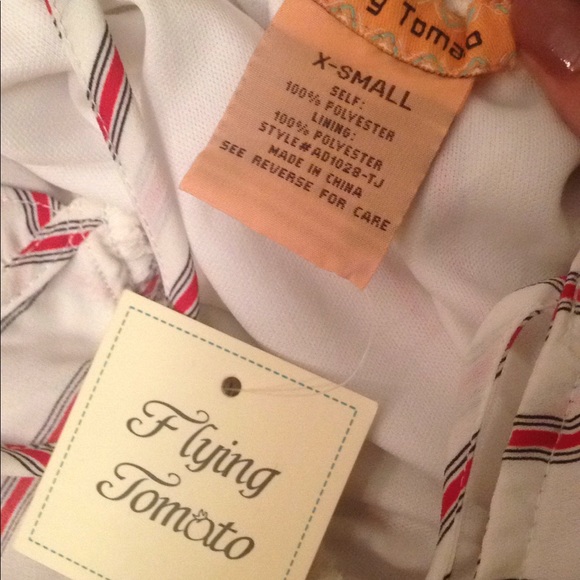 y Tomato
X-SMALL
SELF:
100% POLYESTER
LINING:
100% POLYESTER
STYLE#AD1028-TJ
MADE IN CHINA
SEE REVERSE FOR CARE
Flying
Tomato